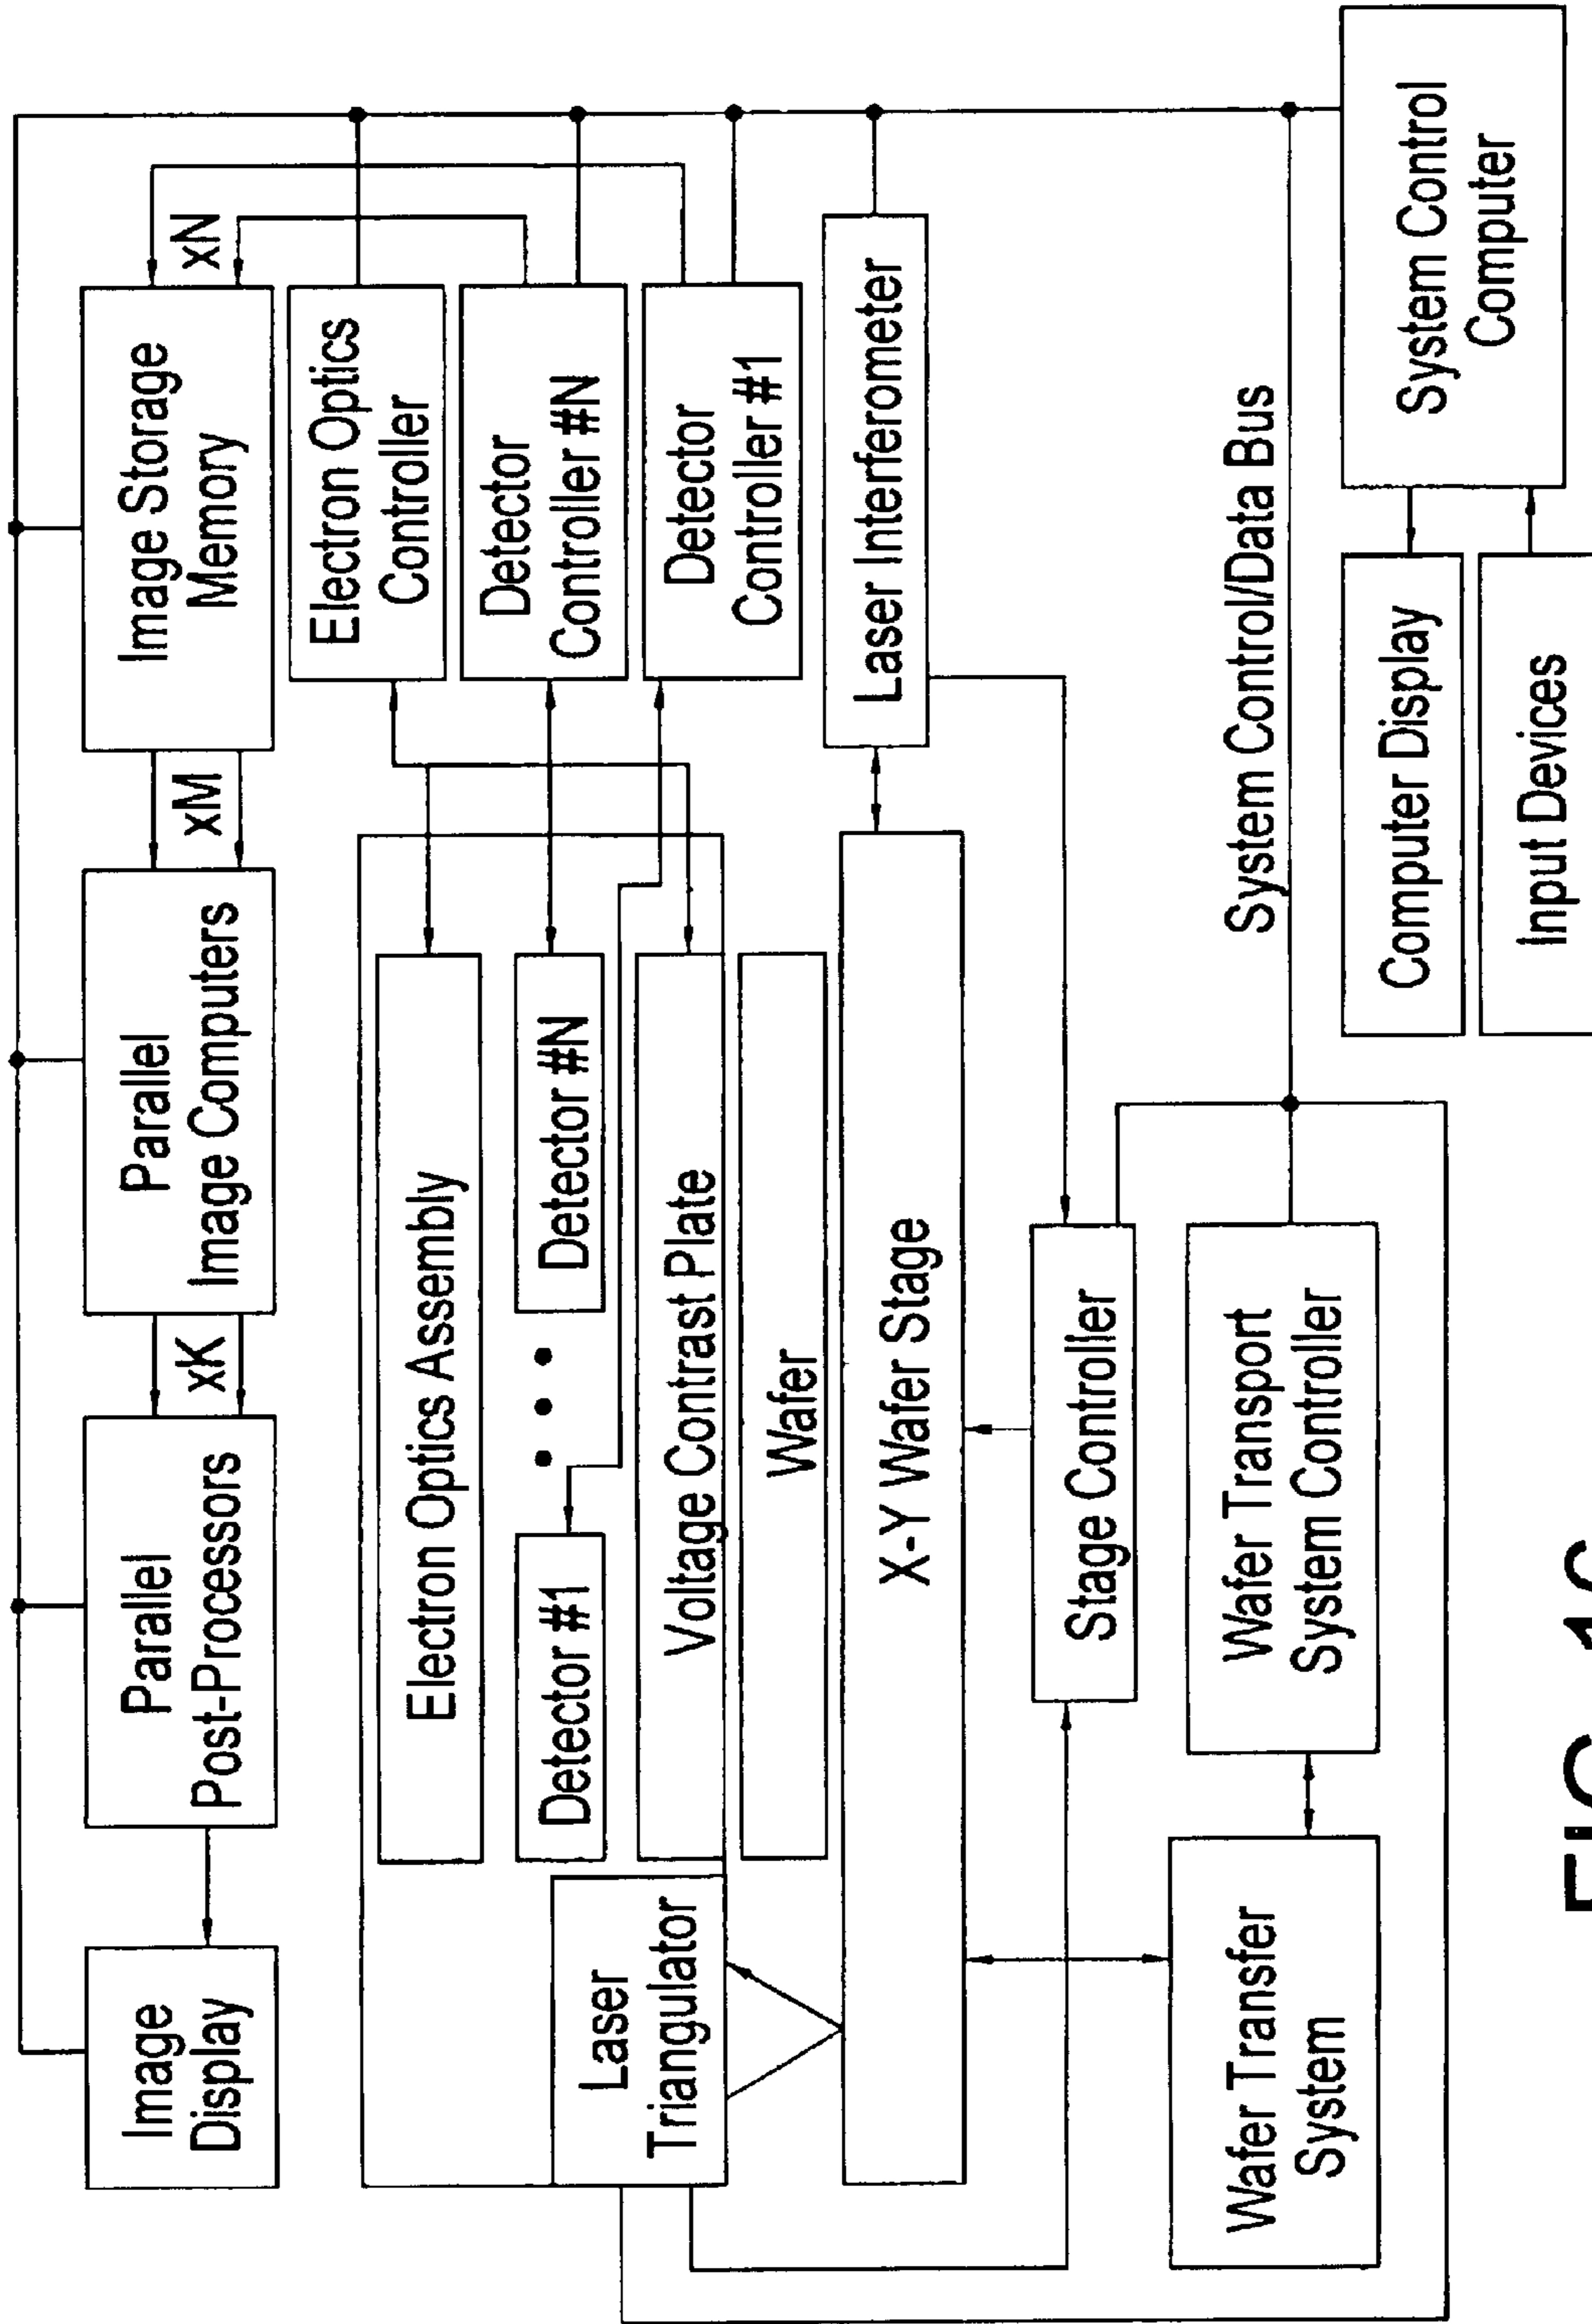 Image
Display
Parallel
Post-Processors
xK
Parallel
Image Computers
xM
Image Storage
Memory
xN
Electron Optics Assembly
Electron Optics
Controller
Detector #1
Detector #N
Detector
Controller #N
Laser
Triangulator
Voltage Contrast Plate
Detector
Controller #1
Wafer
X-Y Wafer Stage
Laser Interferometer
Stage Controller
Wafer Transfer
System
Wafer Transport
System Controller
System Control/Data Bus
Computer Display
Input Devices
System Control
Computer
FIG